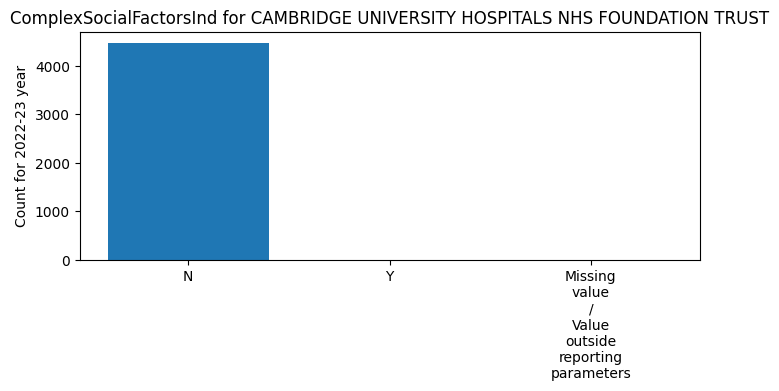 ComplexSocialFactorsInd for CAMBRIDGE UNIVERSITY HOSPITALS NHS FOUNDATION TRUST
Count for 2022-23 year
4000
3000
2000
1000
0
N
Y
Missing
value
/
Value
outside
reporting
parameters